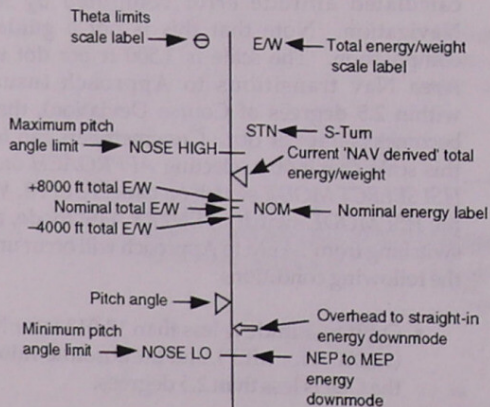 Theta limits
scale label
Θ
E/W
Total energy/weight
scale label
STN
S-Turn
Maximum pitch
angle limit
NOSE HIGH
Current 'NAV derived' total
energy/weight
+8000 ft total E/W
Nominal total E/W
–4000 ft total E/W
NOM
Nominal energy label
Pitch angle
Overhead to straight-in
energy downmode
Minimum pitch
angle limit
NOSE LO
NEP to MEP
energy
downmode